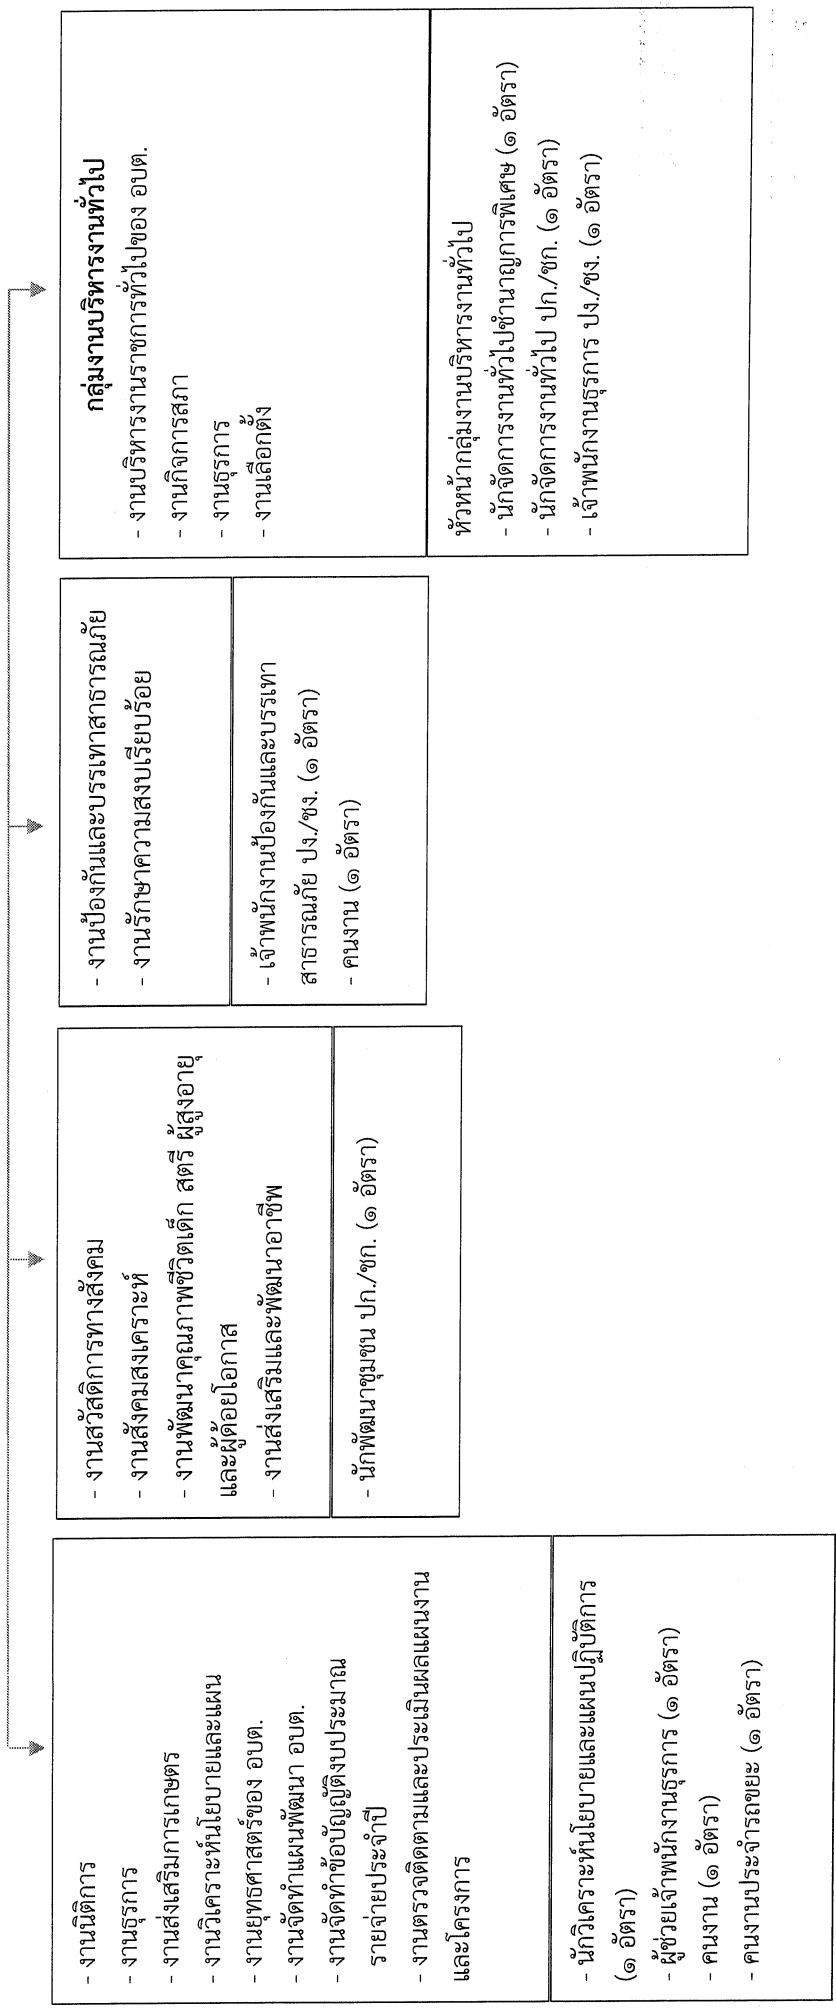 - งานนิติการ
- งานธุรการ
- งานส่งเสริมการเกษตร
- งานวิเคราะห์นโยบายและแผน
- งานยุทธศาสตร์ของ อบต.
- งานจัดทำแผนพัฒนา อบต.
- งานจัดทำข้อบัญญัติงบประมาณ
รายจ่ายประจำปี
- งานตรวจติดตามและประเมินผลแผนงาน
และโครงการ
- นักวิเคราะห์นโยบายและแผนปฏิบัติการ
(๑ อัตรา)
- ผู้ช่วยเจ้าพนักงานธุรการ (๑ อัตรา)
- คนงาน (๑ อัตรา)
- คนงานประจำรถขยะ (๑ อัตรา)
- งานสวัสดิการทางสังคม
- งานสังคมสงเคราะห์
- งานพัฒนาคุณภาพชีวิตเด็ก สตรี ผู้สูงอายุ
และผู้ด้อยโอกาส
- งานส่งเสริมและพัฒนาอาชีพ
- นักพัฒนาชุมชน ปก./ชก. (๑ อัตรา)
- งานป้องกันและบรรเทาสาธารณภัย
- งานรักษาความสงบเรียบร้อย
- เจ้าพนักงานป้องกันและบรรเทา
สาธารณภัย ปง./ชง. (๑ อัตรา)
- คนงาน (๑ อัตรา)
กลุ่มงานบริหารงานทั่วไป
- งานบริหารงานราชการทั่วไปของ อบต.
- งานกิจการสภา
- งานธุรการ
- งานเลือกตั้ง
หัวหน้ากลุ่มงานบริหารงานทั่วไป
- นักจัดการงานทั่วไปชำนาญการพิเศษ (๑ อัตรา)
- นักจัดการงานทั่วไป ปก./ชก. (๑ อัตรา)
- เจ้าพนักงานธุรการ ปง./ชง. (๑ อัตรา)